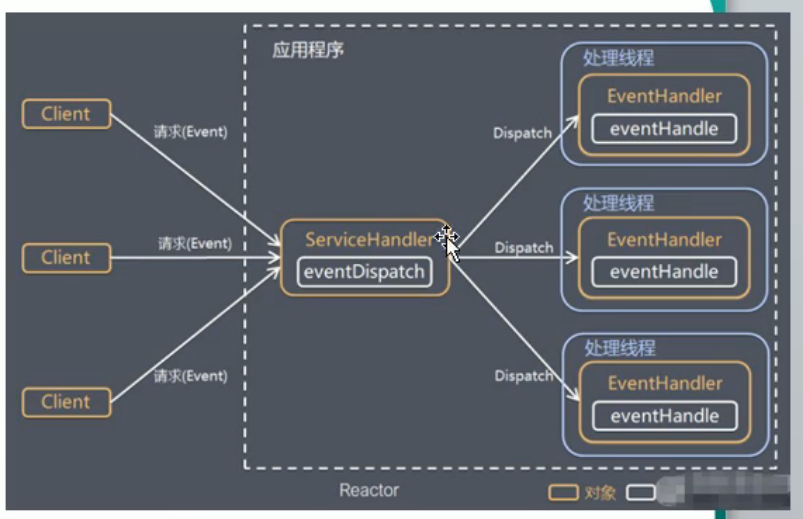 应用程序
处理线程
EventHandler
eventHandle
Client
请求(Event)
Dispatch
处理线程
EventHandler
eventHandle
Client
请求(Event)
ServiceHandler
eventDispatch
Dispatch
处理线程
EventHandler
eventHandle
Client
请求(Event)
Dispatch
Reactor
对象